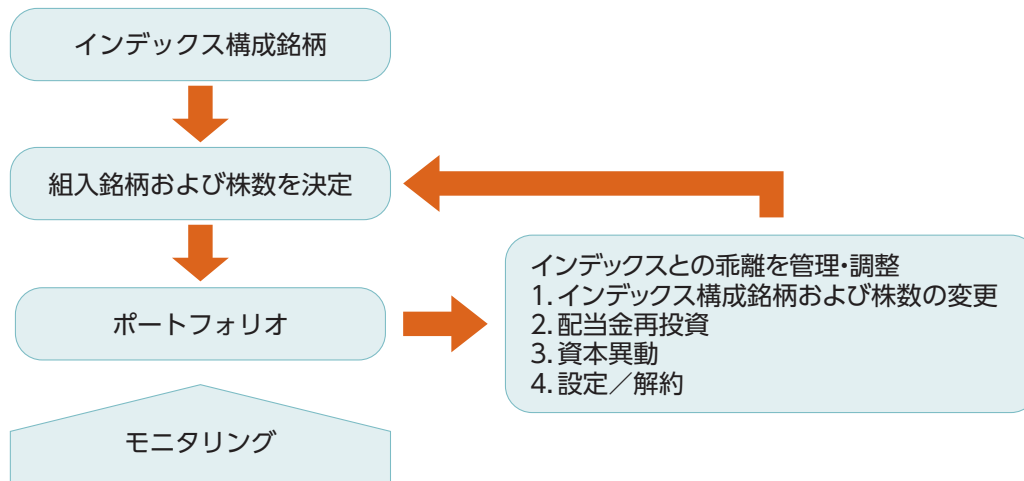 インデックス構成銘柄
組入銘柄および株数を決定
ポートフォリオ
インデックスとの乖離を管理・調整
1. インデックス構成銘柄および株数の変更
2. 配当金再投資
3. 資本異動
4. 設定／解約
モニタリング